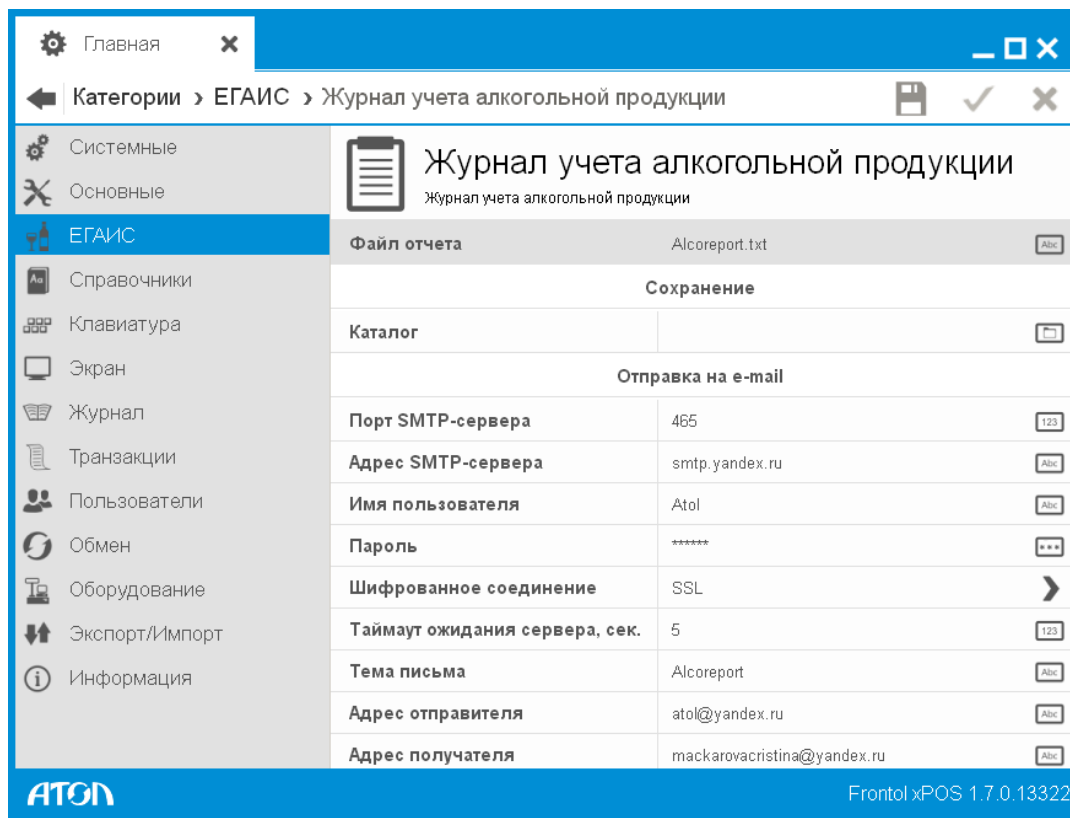 Главная
Категории › ЕГАИС › Журнал учета алкогольной продукции
Системные
Основные
ЕГАИС
Справочники
Клавиатура
Экран
Журнал
Транзакции
Пользователи
Обмен
Оборудование
Экспорт/Импорт
Информация
Журнал учета алкогольной продукции
Журнал учета алкогольной продукции
Файл отчета Alcoreport.txt Abc
Сохранение
Каталог
Отправка на e-mail
Порт SMTP-сервера 465 123
Адрес SMTP-сервера smtp.yandex.ru Abc
Имя пользователя Atol Abc
Пароль ******
Шифрованное соединение SSL
Таймаут ожидания сервера, сек. 5 123
Тема письма Alcoreport Abc
Адрес отправителя atol@yandex.ru Abc
Адрес получателя mackarovacristina@yandex.ru Abc
АТОЛ Frontol xPOS 1.7.0.13322